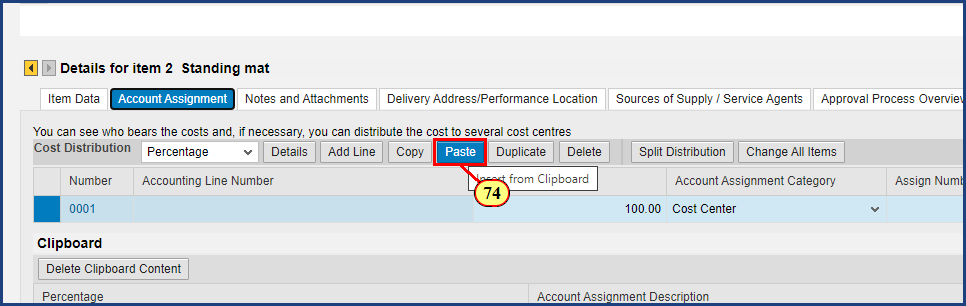 Details for item 2 Standing mat
Item Data Account Assignment Notes and Attachments Delivery Address/Performance Location Sources of Supply / Service Agents Approval Process Overview
You can see who bears the costs and, if necessary, you can distribute the cost to several cost centres
Cost Distribution Percentage Details Add Line Copy Paste Duplicate Delete Split Distribution Change All Items
Insert from Clipboard
Number Accounting Line Number Account Assignment Category Assign Numb
74
0001 100.00 Cost Center
Clipboard
Delete Clipboard Content
Percentage Account Assignment Description